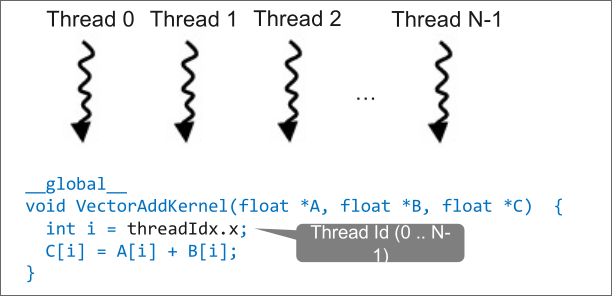 Thread 0 Thread 1 Thread 2 Thread N-1
...
__global__
void VectorAddKernel(float *A, float *B, float *C) {
int i = threadIdx.x;
Thread Id (0 .. N-
1)
C[i] = A[i] + B[i];
}